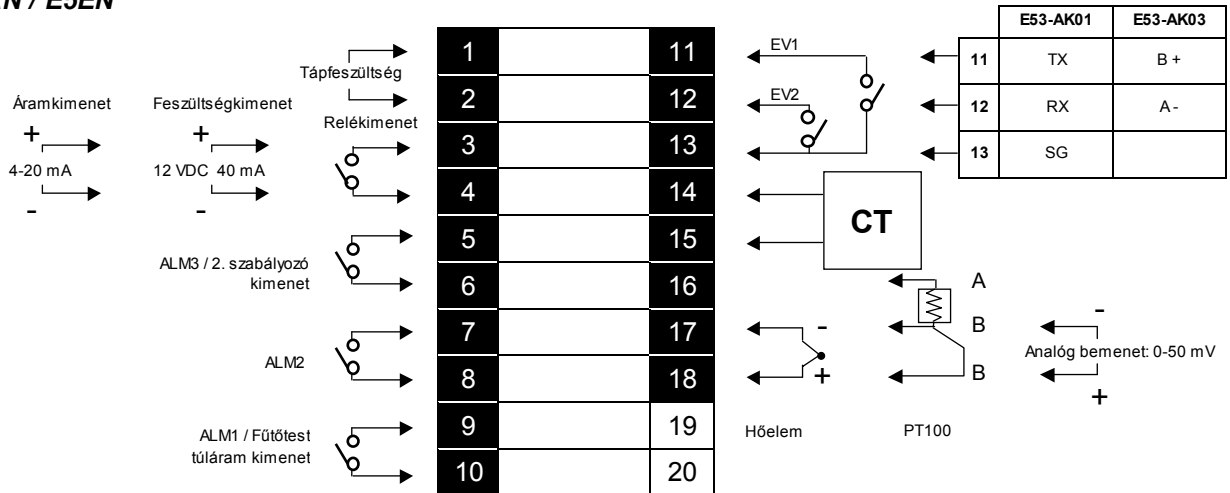 / E5EN
E53-AK01 E53-AK03
11 TX B +
12 RX A -
13 SG
Áramkimenet
+
4-20 mA
-
Feszültségkimenet
+
12 VDC 40 mA
-
Tápfeszültség
Relékimenet
ALM3 / 2. szabályozó
kimenet
ALM2
ALM1 / Fűtőtest
túláram kimenet
1 11
2 12
3 13
4 14
5 15
6 16
7 17
8 18
9 19
10 20
EV1
EV2
CT
A
B
B
-
+
Hőelem
PT100
-
Analóg bemenet: 0-50 mV
+